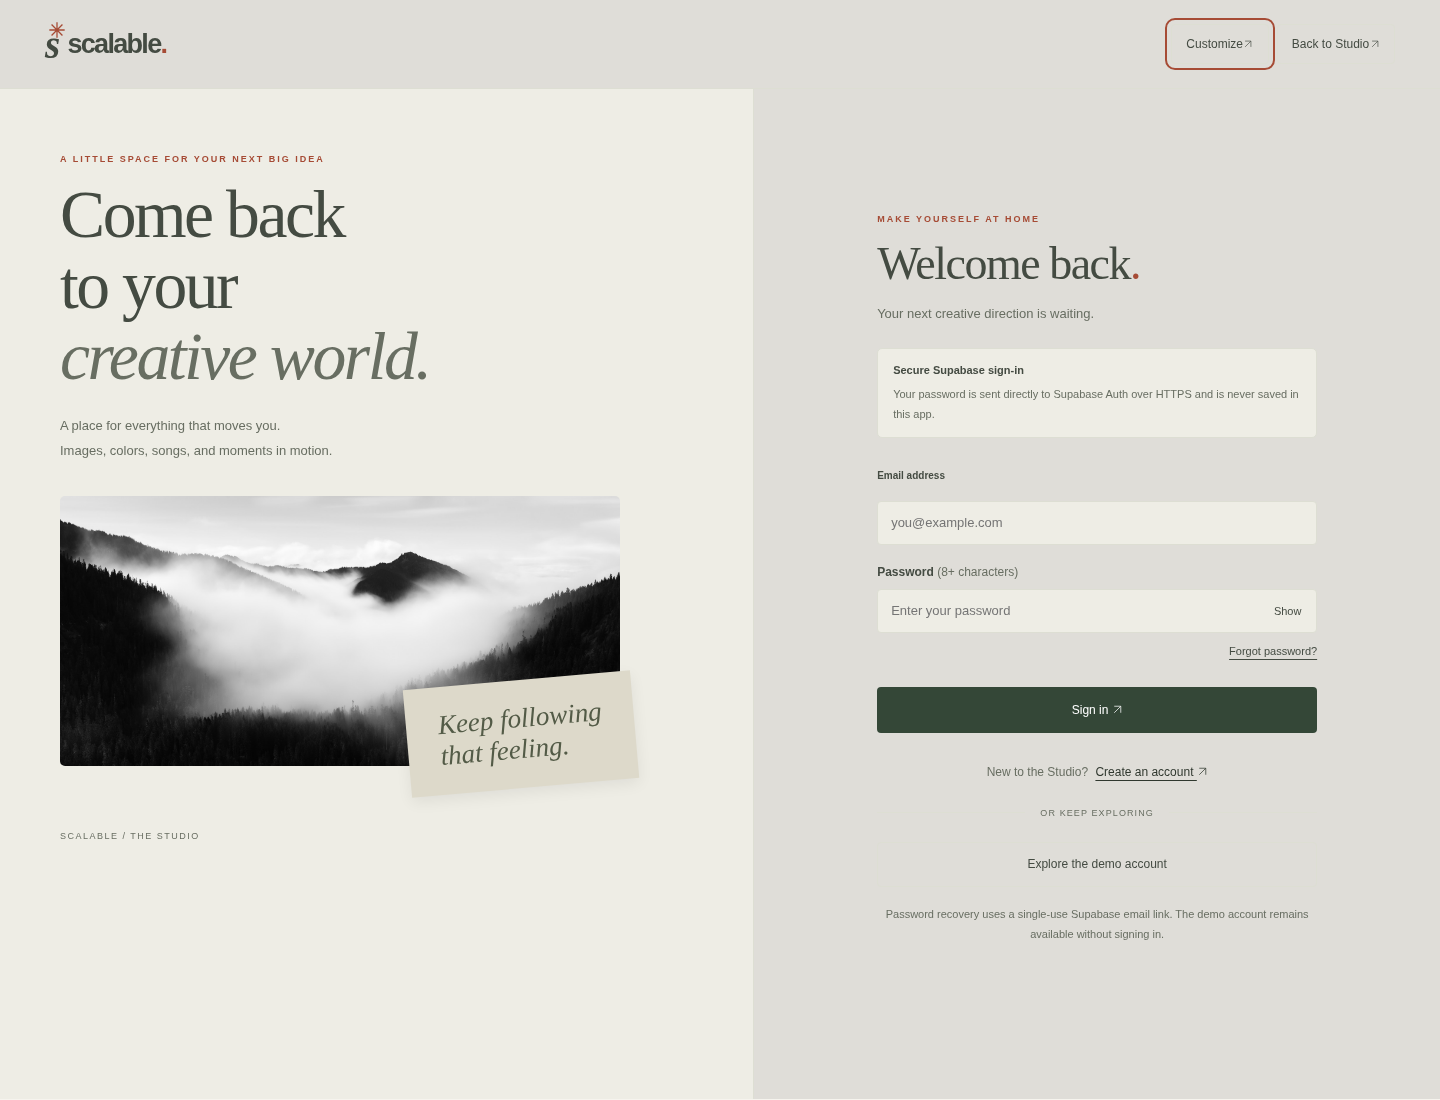 s scalable.
Customize
Back to Studio
A LITTLE SPACE FOR YOUR NEXT BIG IDEA
Come back
to your
creative world.
A place for everything that moves you.
Images, colors, songs, and moments in motion.
Keep following
that feeling.
SCALABLE / THE STUDIO
MAKE YOURSELF AT HOME
Welcome back.
Your next creative direction is waiting.
Secure Supabase sign-in
Your password is sent directly to Supabase Auth over HTTPS and is never saved in
this app.
Email address
you@example.com
Password (8+ characters)
Enter your password
Show
Forgot password?
Sign in
New to the Studio? Create an account
OR KEEP EXPLORING
Explore the demo account
Password recovery uses a single-use Supabase email link. The demo account remains
available without signing in.